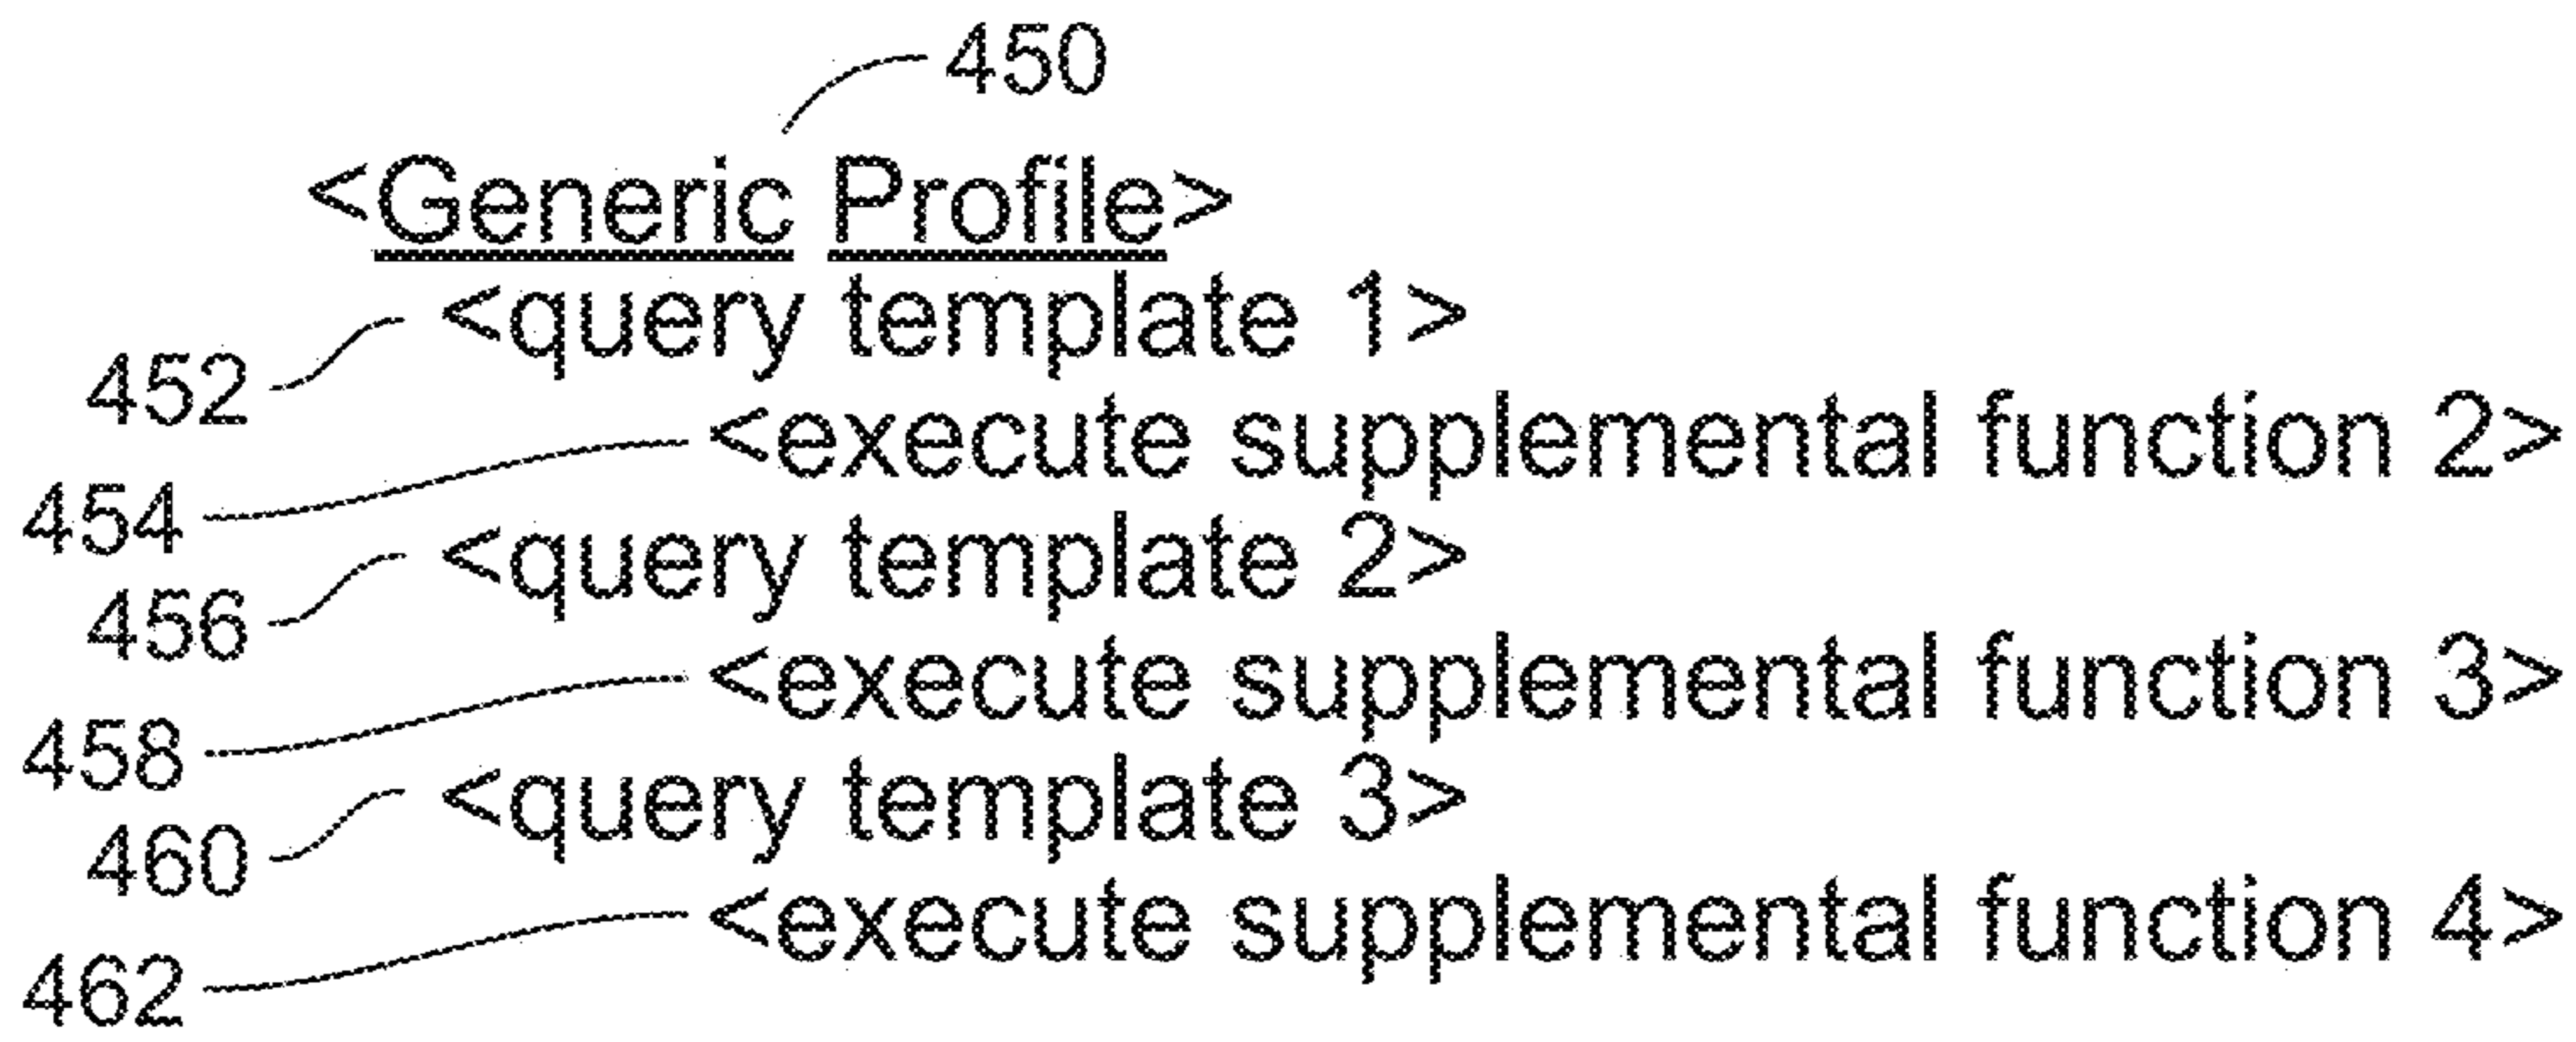 450
<Generic Profile>
<query template 1>
452
<execute supplemental function 2>
454
<query template 2>
456
<execute supplemental function 3>
458
<query template 3>
460
<execute supplemental function 4>
462